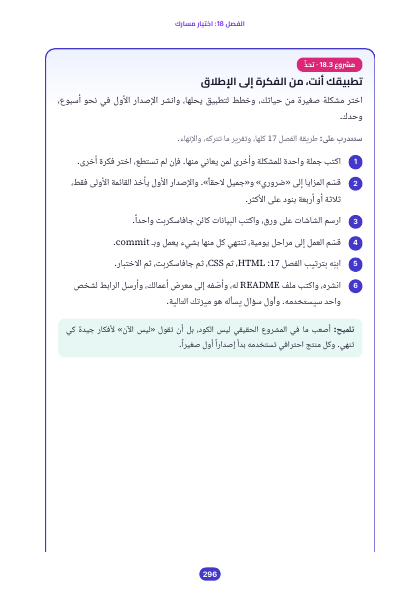 الفصل 18: اختيار مسارك
مشروع 18.3 · تحدٍّ
تطبيقك أنت، من الفكرة إلى الإطلاق
اختر مشكلة صغيرة من حياتك، وخطط لتطبيق يحلها، وانشر الإصدار الأول في نحو أسبوع،
وحدك.
ستتدرب على: طريقة الفصل 17 كلها، وتقرير ما تتركه، والإنهاء.
1 اكتب جملة واحدة للمشكلة وأخرى لمن يعاني منها. فإن لم تستطع، اختر فكرة أخرى.
2 قسّم المزايا إلى «ضروري» و«جميل لاحقاً». والإصدار الأول يأخذ القائمة الأولى فقط،
ثلاثة أو أربعة بنود على الأكثر.
3 ارسم الشاشات على ورق، واكتب البيانات كائن جافاسكربت واحداً.
4 قسّم العمل إلى مراحل يومية، تنتهي كل منها بشيء يعمل وبـ commit.
5 ابنِه بترتيب الفصل 17: HTML، ثم CSS، ثم جافاسكربت، ثم الاختبار.
6 انشره، واكتب ملف README له، وأضفه إلى معرض أعمالك، وأرسل الرابط لشخص
واحد سيستخدمه. وأول سؤال يسأله هو ميزتك التالية.
تلميح: أصعب ما في المشروع الحقيقي ليس الكود، بل أن تقول «ليس الآن» لأفكار جيدة كي
تنهي. وكل منتج احترافي تستخدمه بدأ إصداراً أول صغيراً.
296